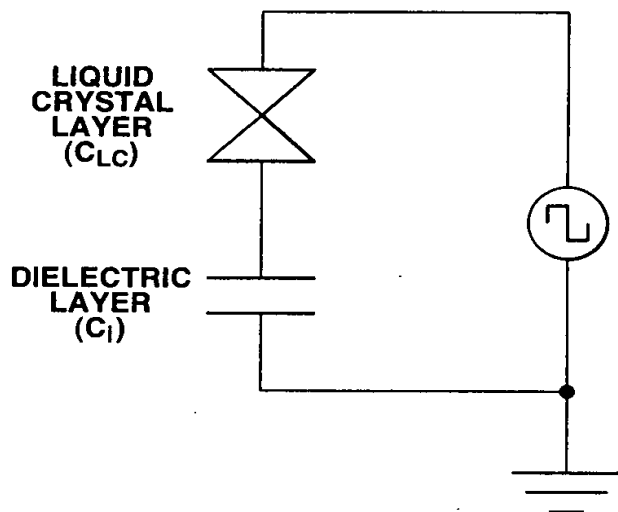 LIQUID
CRYSTAL
LAYER
(CLC)
DIELECTRIC
LAYER
(Ci)